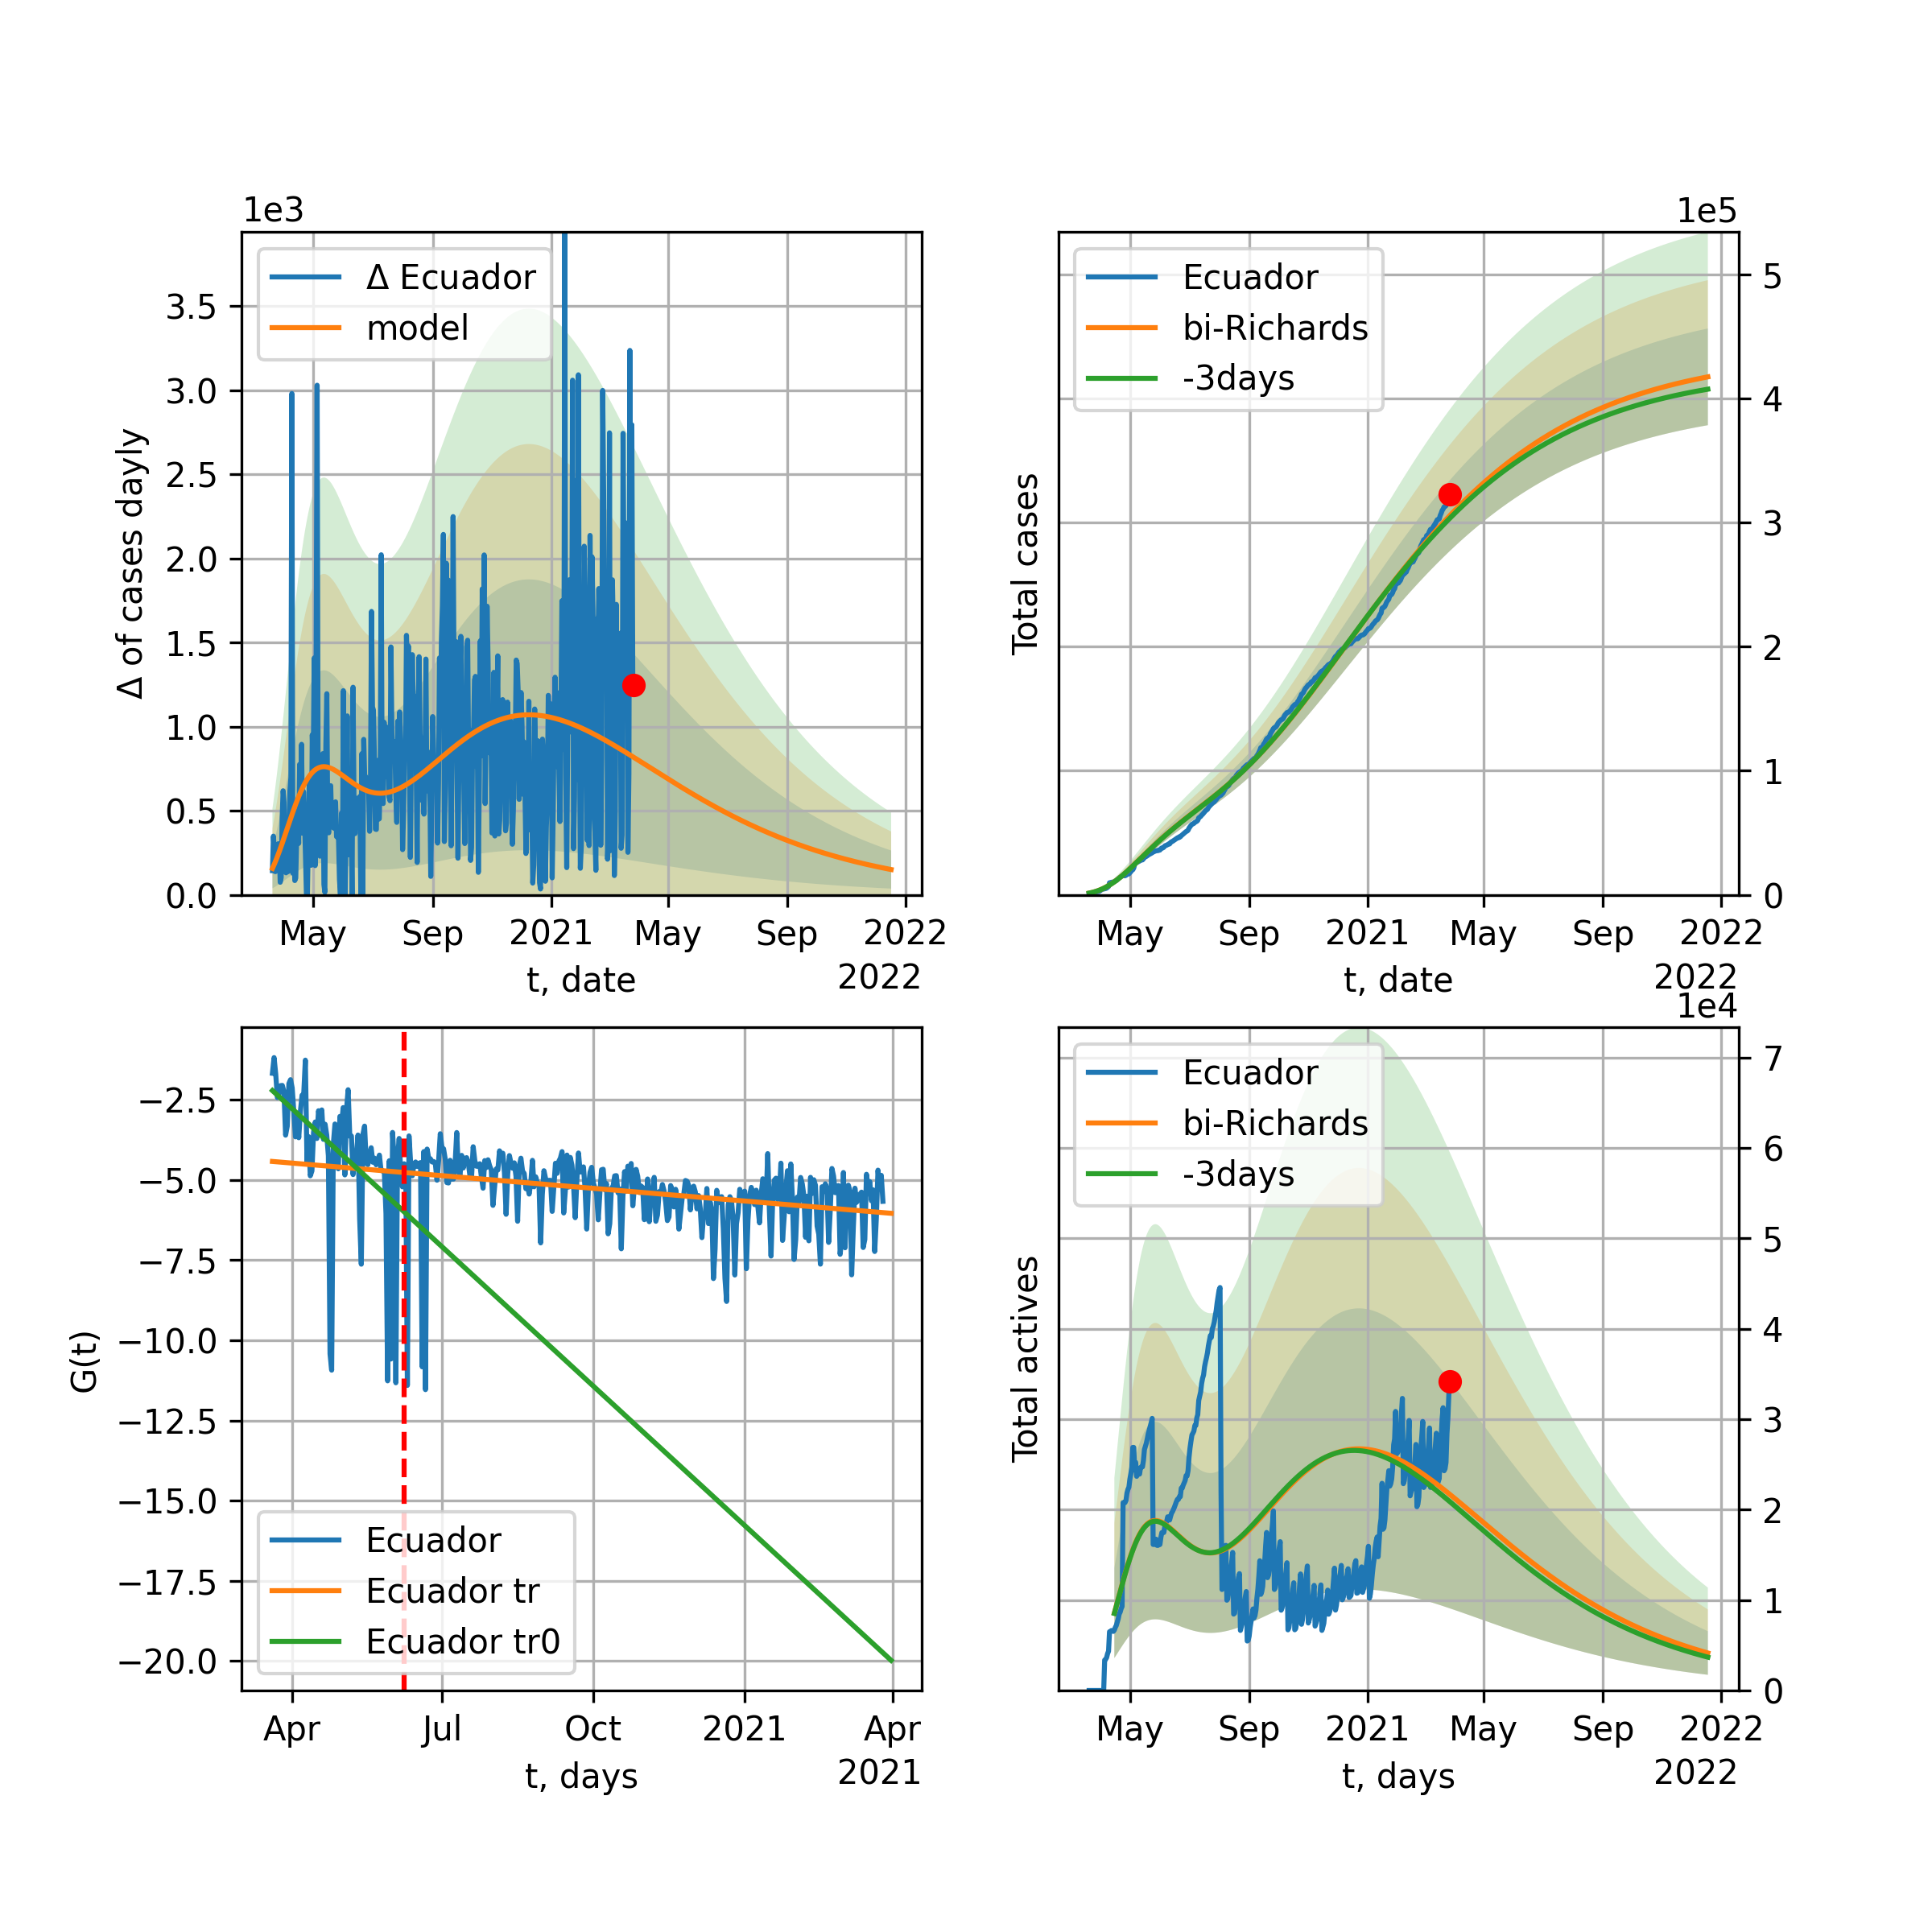 1e3
Δ Ecuador
model
3.5
3.0
2.5
2.0
1.5
1.0
0.5
0.0
Δ of cases dayly
May Sep 2021 May Sep 2022
t, date
2022
1e5
Ecuador
bi-Richards
-3days
5
4
3
2
1
0
Total cases
May Sep 2021 May Sep 2022
t, date
2022
−2.5
−5.0
−7.5
−10.0
−12.5
−15.0
−17.5
−20.0
G(t)
Ecuador
Ecuador tr
Ecuador tr0
Apr Jul Oct 2021 Apr
t, days
2021
1e4
Ecuador
bi-Richards
-3days
7
6
5
4
3
2
1
0
Total actives
May Sep 2021 May Sep 2022
t, days
2022